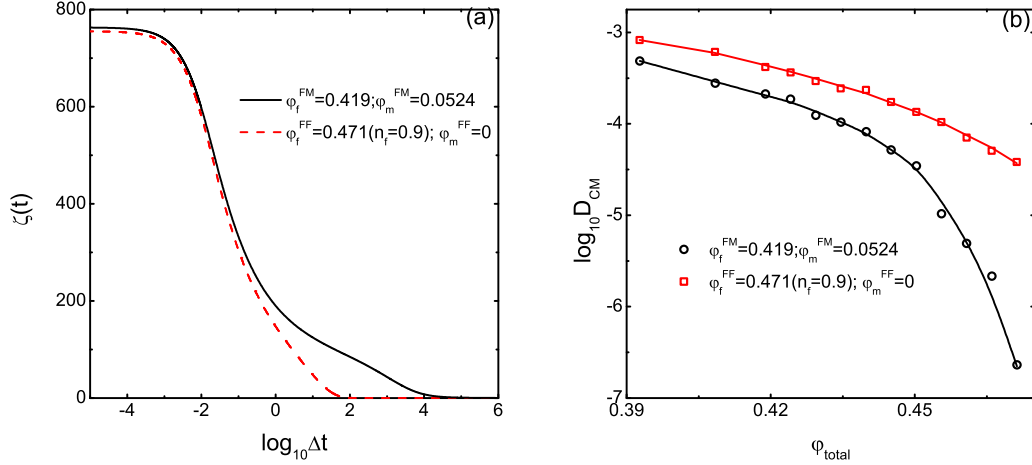 (a)
800
600
400
200
0
ζ(t)
φ_f^FM=0.419;φ_m^FM=0.0524
φ_f^FF=0.471(n_f=0.9); φ_m^FF=0
-4 -2 0 2 4 6
log₁₀Δt
(b)
-3
-4
-5
-6
-7
log₁₀D_CM
φ_f^FM=0.419;φ_m^FM=0.0524
φ_f^FF=0.471(n_f=0.9); φ_m^FF=0
0.39 0.42 0.45
φ_total